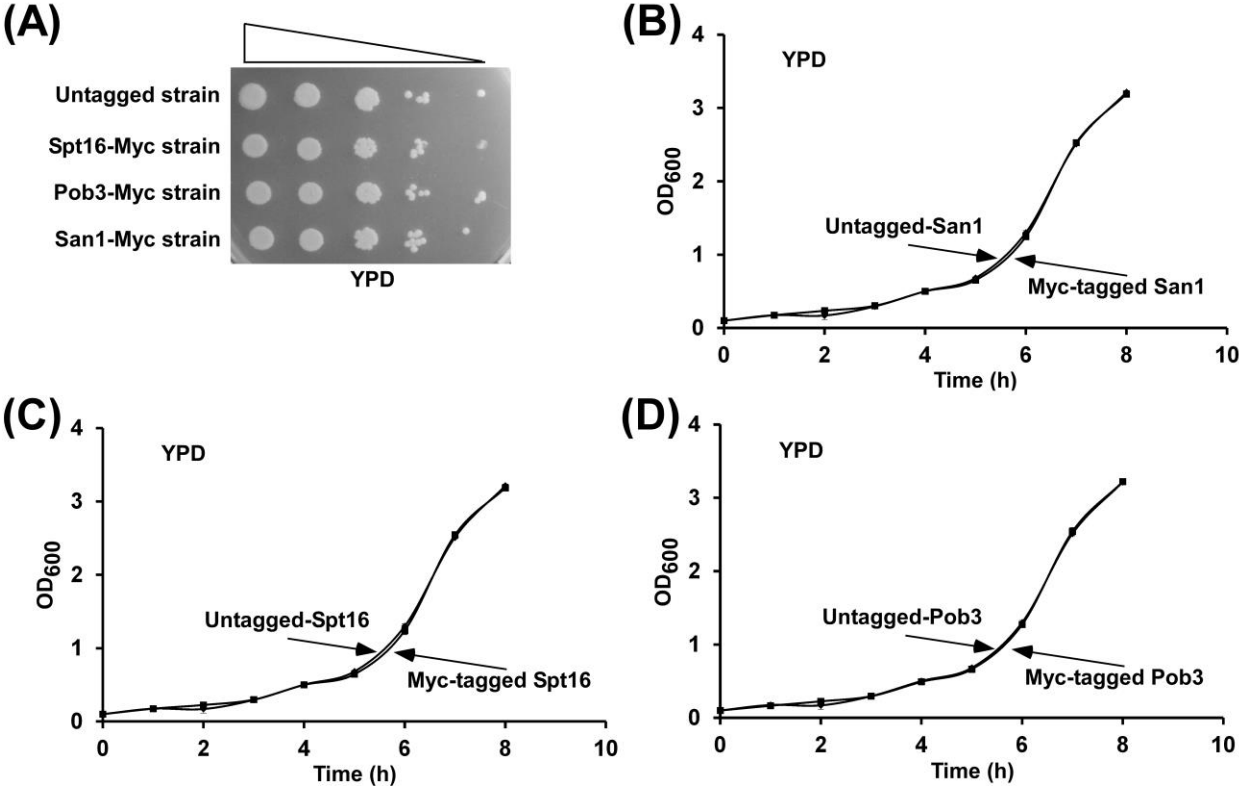 (A)
Untagged strain
Spt16-Myc strain
Pob3-Myc strain
San1-Myc strain
YPD
(B)
YPD
4
3
2
1
0
OD600
Untagged-San1
Myc-tagged San1
0 2 4 6 8 10
Time (h)
(C)
YPD
4
3
2
1
0
OD600
Untagged-Spt16
Myc-tagged Spt16
0 2 4 6 8 10
Time (h)
(D)
YPD
4
3
2
1
0
OD600
Untagged-Pob3
Myc-tagged Pob3
0 2 4 6 8 10
Time (h)